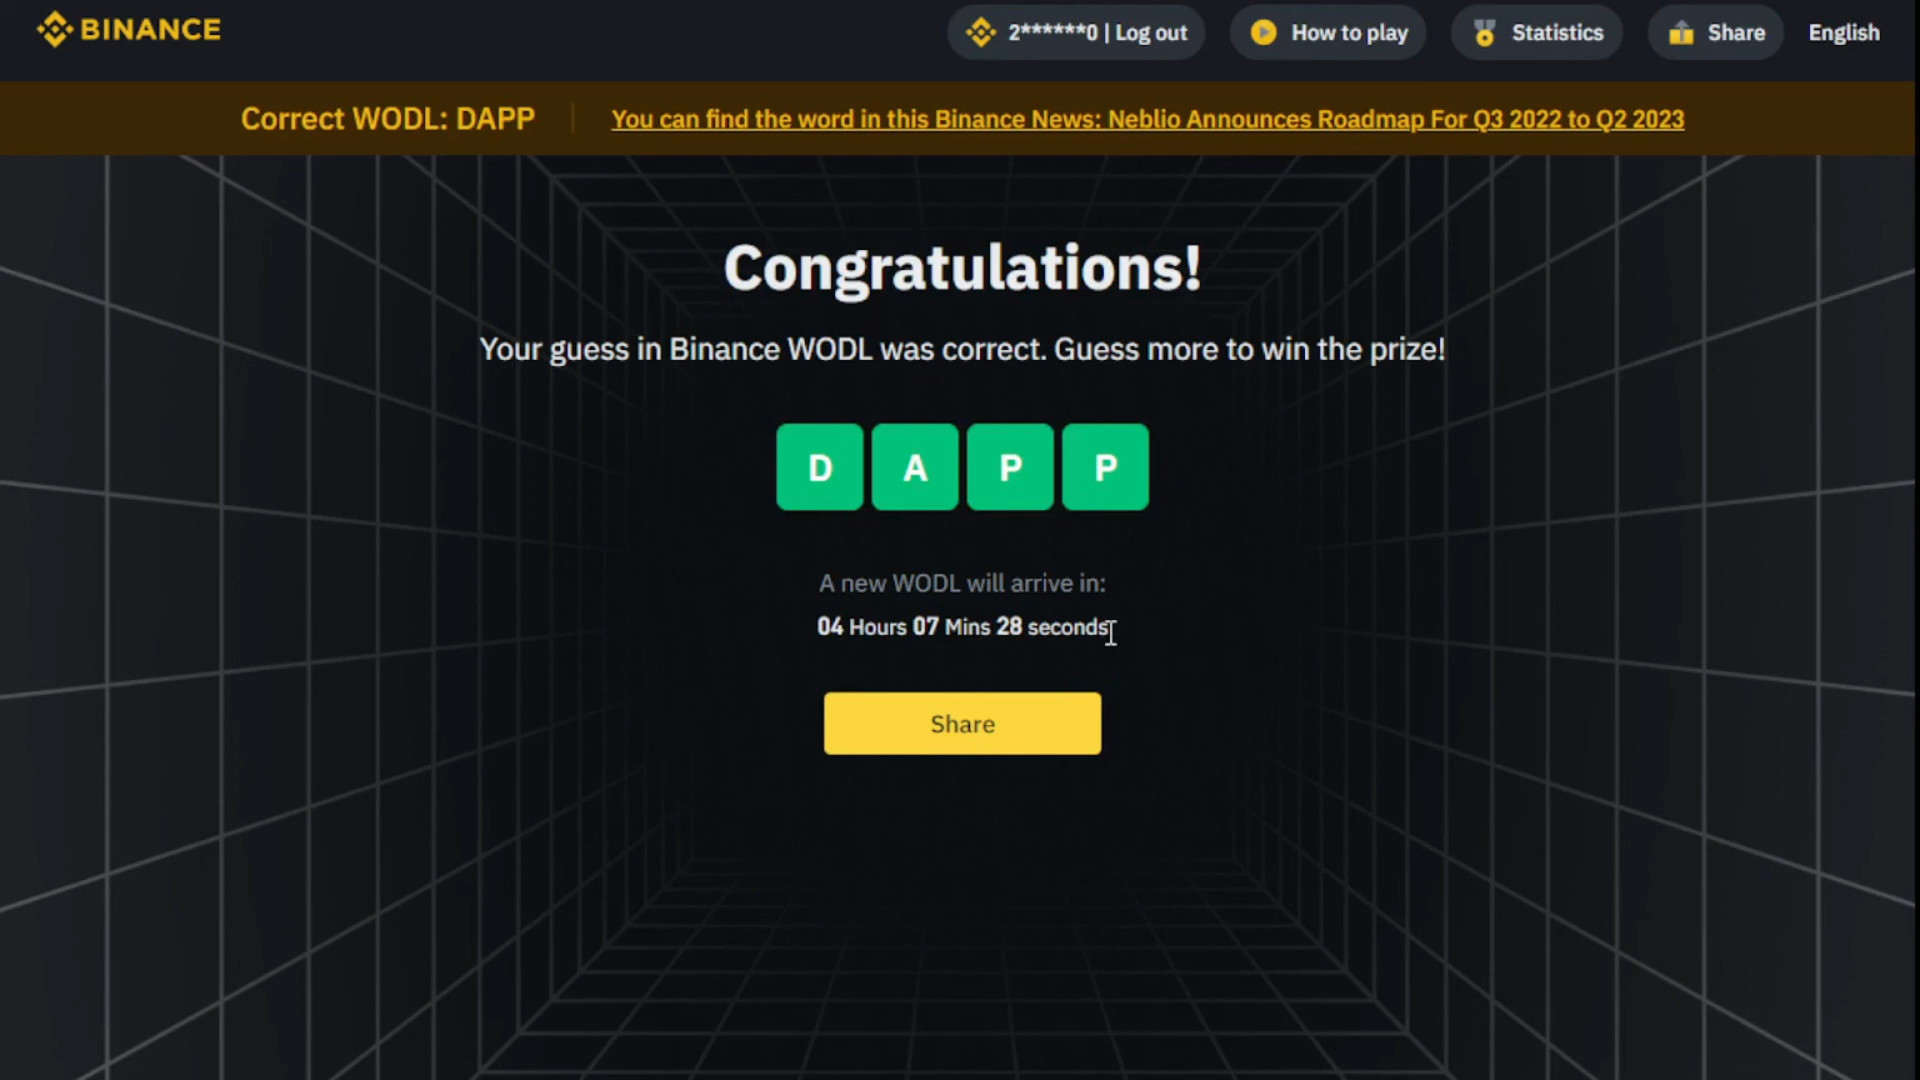 BINANCE
2******0 | Log out
How to play
Statistics
Share
English
Correct WODL: DAPP
You can find the word in this Binance News: Neblio Announces Roadmap For Q3 2022 to Q2 2023
Congratulations!
Your guess in Binance WODL was correct. Guess more to win the prize!
D A P P
A new WODL will arrive in:
04 Hours 07 Mins 28 seconds
Share